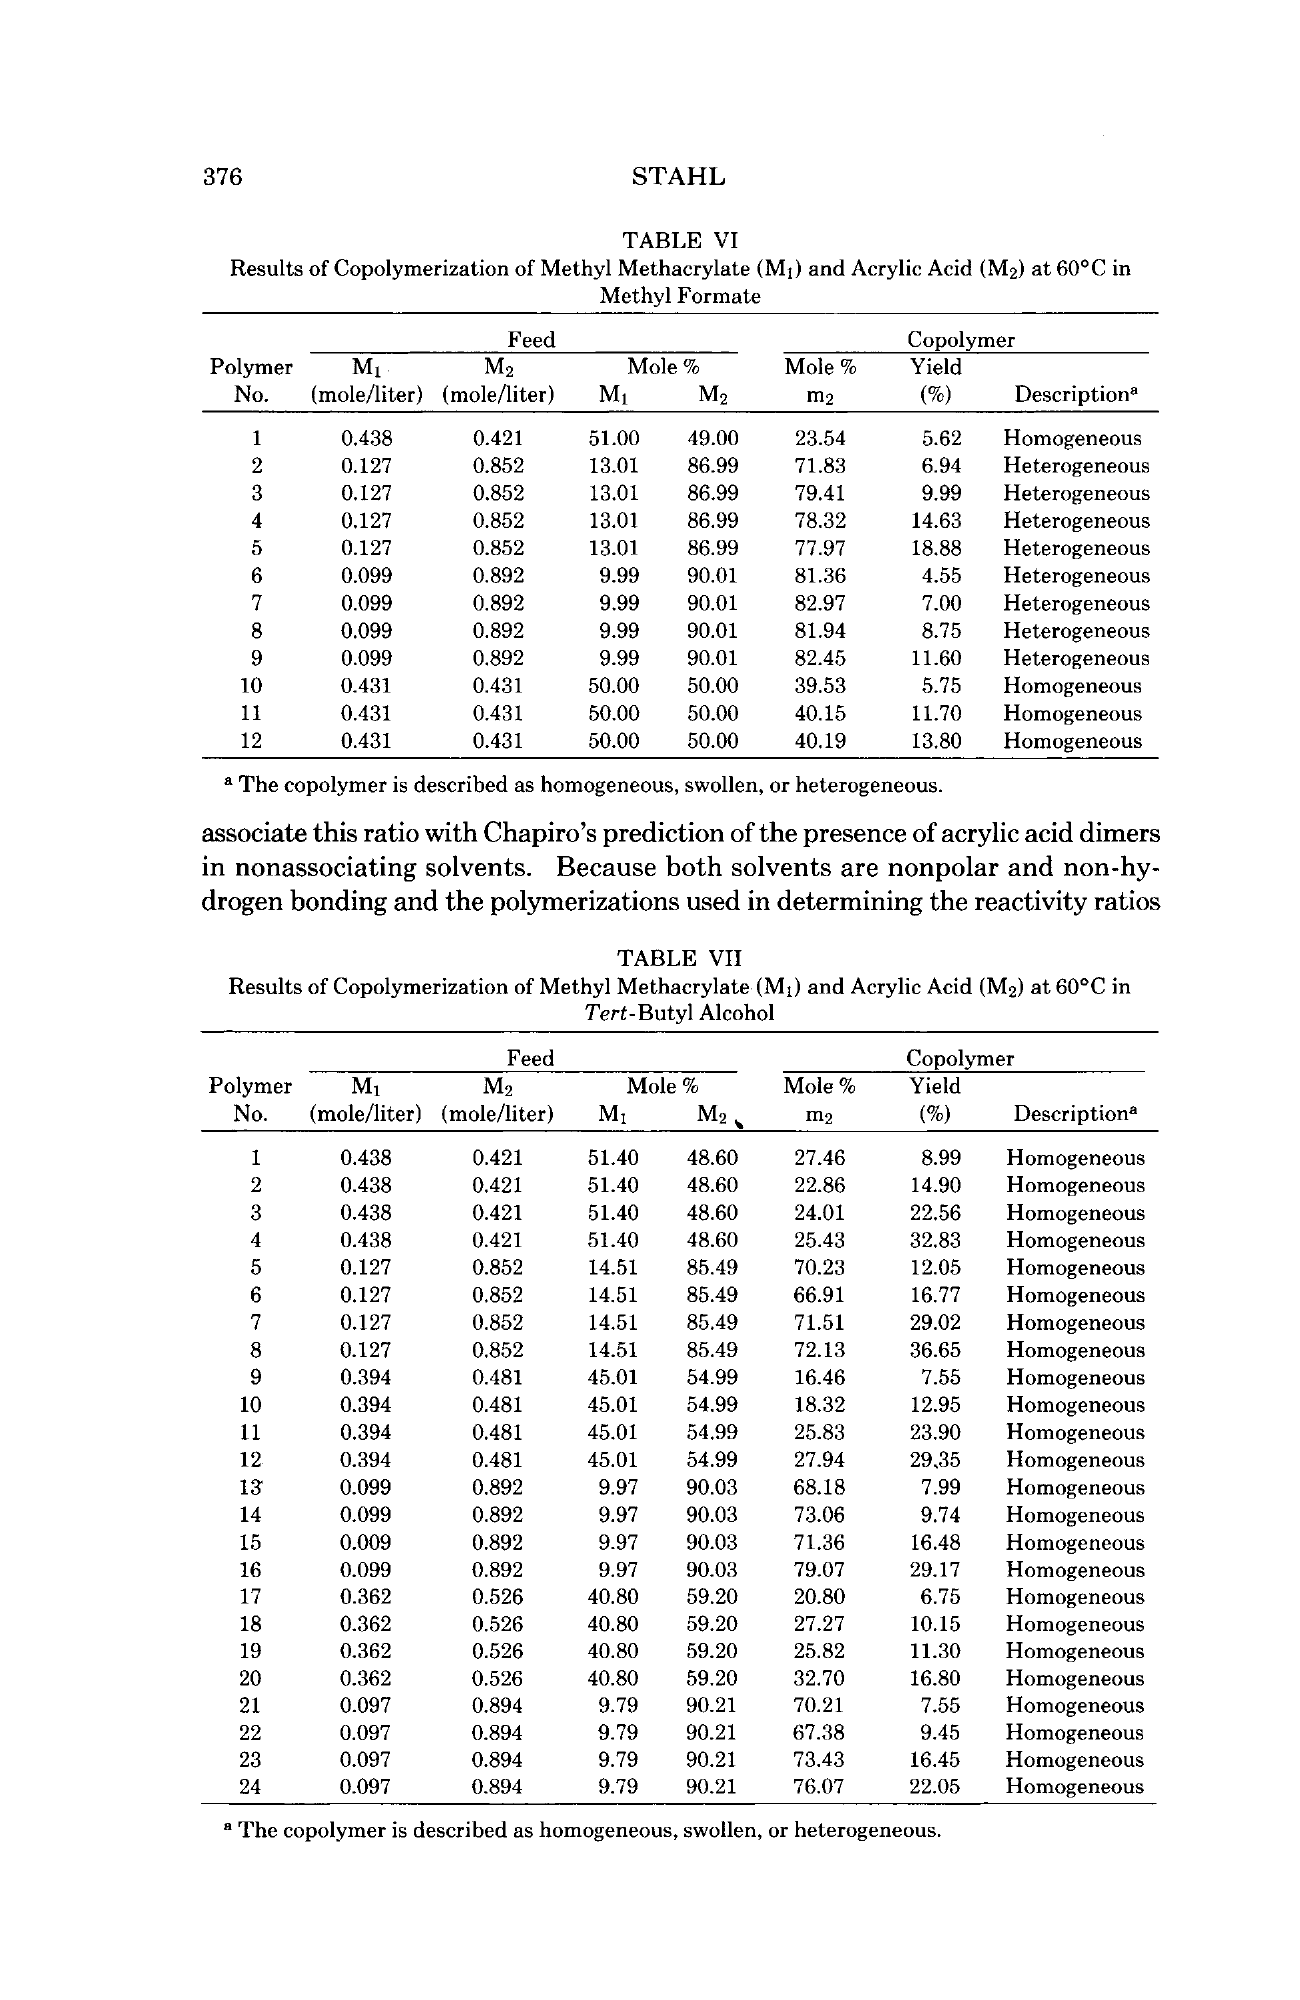 376 STAHL
TABLE VI
Results of Copolymerization of Methyl Methacrylate (M1) and Acrylic Acid (M2) at 60°C in
Methyl Formate
Feed Copolymer
Polymer M1 M2 Mole % Mole % Yield
No. (mole/liter) (mole/liter) M1 M2 m2 (%) Descriptionª
1 0.438 0.421 51.00 49.00 23.54 5.62 Homogeneous
2 0.127 0.852 13.01 86.99 71.83 6.94 Heterogeneous
3 0.127 0.852 13.01 86.99 79.41 9.99 Heterogeneous
4 0.127 0.852 13.01 86.99 78.32 14.63 Heterogeneous
5 0.127 0.852 13.01 86.99 77.97 18.88 Heterogeneous
6 0.099 0.892 9.99 90.01 81.36 4.55 Heterogeneous
7 0.099 0.892 9.99 90.01 82.97 7.00 Heterogeneous
8 0.099 0.892 9.99 90.01 81.94 8.75 Heterogeneous
9 0.099 0.892 9.99 90.01 82.45 11.60 Heterogeneous
10 0.431 0.431 50.00 50.00 39.53 5.75 Homogeneous
11 0.431 0.431 50.00 50.00 40.15 11.70 Homogeneous
12 0.431 0.431 50.00 50.00 40.19 13.80 Homogeneous
ª The copolymer is described as homogeneous, swollen, or heterogeneous.
associate this ratio with Chapiro's prediction of the presence of acrylic acid dimers
in nonassociating solvents. Because both solvents are nonpolar and non-hy-
drogen bonding and the polymerizations used in determining the reactivity ratios
TABLE VII
Results of Copolymerization of Methyl Methacrylate (M1) and Acrylic Acid (M2) at 60°C in
Tert-Butyl Alcohol
Feed Copolymer
Polymer M1 M2 Mole % Mole % Yield
No. (mole/liter) (mole/liter) M1 M2 m2 (%) Descriptionª
1 0.438 0.421 51.40 48.60 27.46 8.99 Homogeneous
2 0.438 0.421 51.40 48.60 22.86 14.90 Homogeneous
3 0.438 0.421 51.40 48.60 24.01 22.56 Homogeneous
4 0.438 0.421 51.40 48.60 25.43 32.83 Homogeneous
5 0.127 0.852 14.51 85.49 70.23 12.05 Homogeneous
6 0.127 0.852 14.51 85.49 66.91 16.77 Homogeneous
7 0.127 0.852 14.51 85.49 71.51 29.02 Homogeneous
8 0.127 0.852 14.51 85.49 72.13 36.65 Homogeneous
9 0.394 0.481 45.01 54.99 16.46 7.55 Homogeneous
10 0.394 0.481 45.01 54.99 18.32 12.95 Homogeneous
11 0.394 0.481 45.01 54.99 25.83 23.90 Homogeneous
12 0.394 0.481 45.01 54.99 27.94 29.35 Homogeneous
13 0.099 0.892 9.97 90.03 68.18 7.99 Homogeneous
14 0.099 0.892 9.97 90.03 73.06 9.74 Homogeneous
15 0.009 0.892 9.97 90.03 71.36 16.48 Homogeneous
16 0.099 0.892 9.97 90.03 79.07 29.17 Homogeneous
17 0.362 0.526 40.80 59.20 20.80 6.75 Homogeneous
18 0.362 0.526 40.80 59.20 27.27 10.15 Homogeneous
19 0.362 0.526 40.80 59.20 25.82 11.30 Homogeneous
20 0.362 0.526 40.80 59.20 32.70 16.80 Homogeneous
21 0.097 0.894 9.79 90.21 70.21 7.55 Homogeneous
22 0.097 0.894 9.79 90.21 67.38 9.45 Homogeneous
23 0.097 0.894 9.79 90.21 73.43 16.45 Homogeneous
24 0.097 0.894 9.79 90.21 76.07 22.05 Homogeneous
ª The copolymer is described as homogeneous, swollen, or heterogeneous.